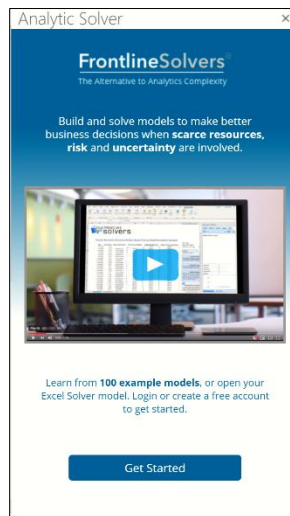 Analytic Solver
FrontlineSolvers®
The Alternative to Analytics Complexity
Build and solve models to make better
business decisions when scarce resources,
risk and uncertainty are involved.
solvers
Learn from 100 example models, or open your
Excel Solver model. Login or create a free account
to get started.
Get Started